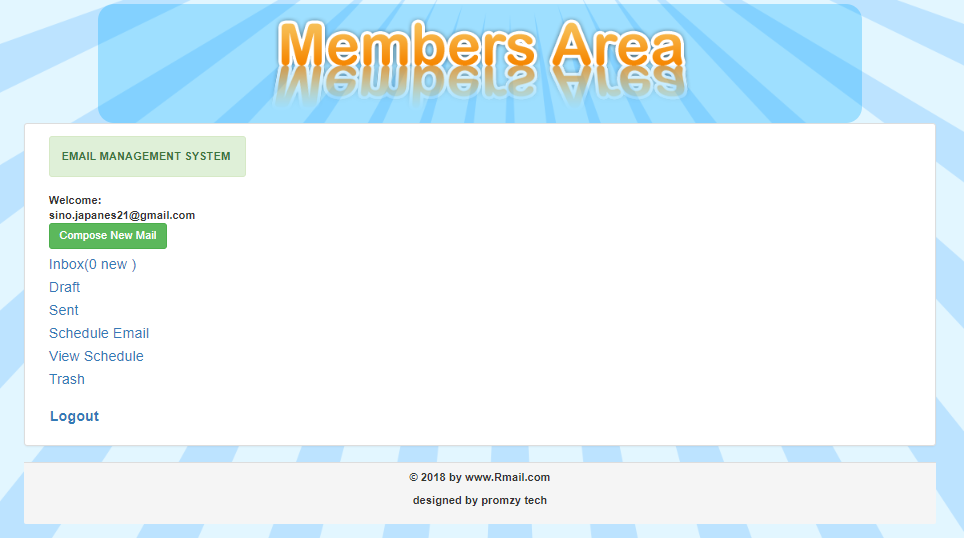 Members Area
EMAIL MANAGEMENT SYSTEM
Welcome:
sino.japanes21@gmail.com
Compose New Mail
Inbox(0 new )
Draft
Sent
Schedule Email
View Schedule
Trash
Logout
© 2018 by www.Rmail.com
designed by promzy tech